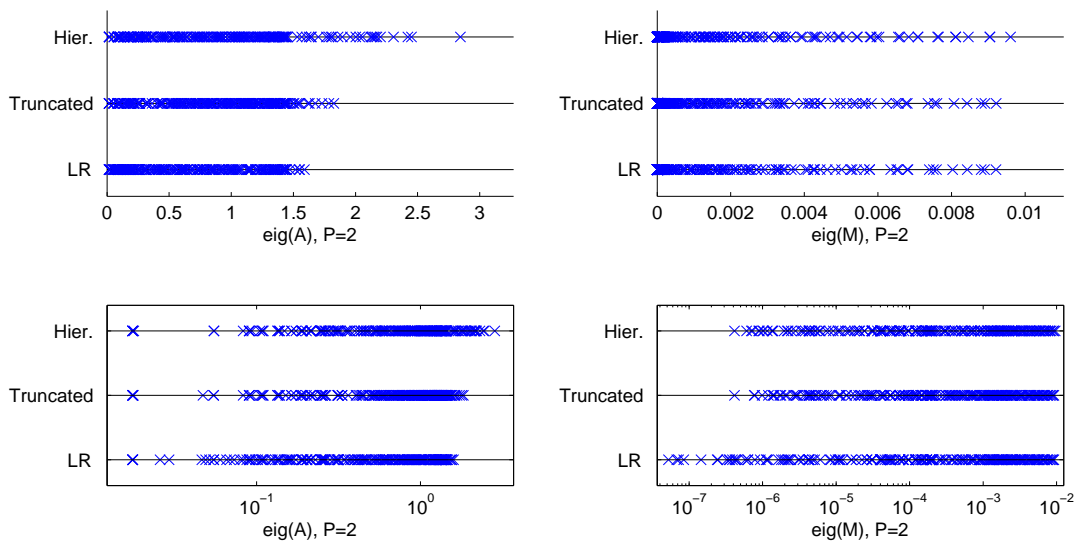 Hier.
Truncated
LR
0 0.5 1 1.5 2 2.5 3
eig(A), P=2
Hier.
Truncated
LR
0 0.002 0.004 0.006 0.008 0.01
eig(M), P=2
Hier.
Truncated
LR
10⁻¹ 10⁰
eig(A), P=2
Hier.
Truncated
LR
10⁻⁷ 10⁻⁶ 10⁻⁵ 10⁻⁴ 10⁻³ 10⁻²
eig(M), P=2